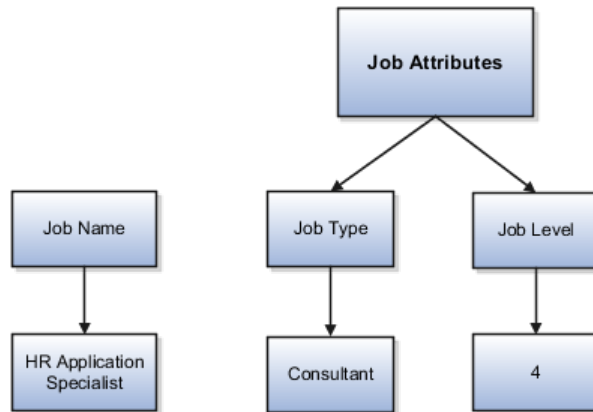 Job Attributes
Job Name
Job Type
Job Level
HR Application
Specialist
Consultant
4